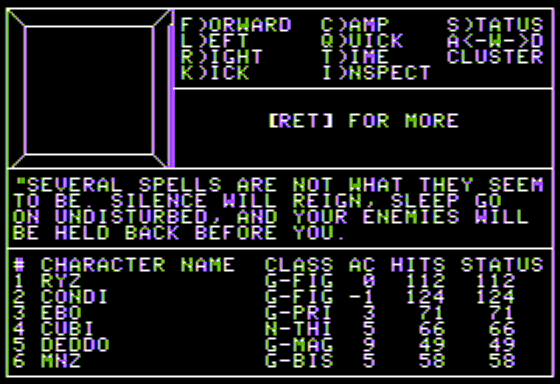 F)ORWARD C)AMP S)TATUS
L)EFT Q)UICK A<-W->D
R)IGHT T)IME CLUSTER
K)ICK I)NSPECT
[RET] FOR MORE
"SEVERAL SPELLS ARE NOT WHAT THEY SEEM
TO BE. SILENCE WILL REIGN, SLEEP GO
ON UNDISTURBED, AND YOUR ENEMIES WILL
BE HELD BACK BEFORE YOU.
# CHARACTER NAME CLASS AC HITS STATUS
1 RYZ G-FIG 0 112 112
2 CONDI G-FIG -1 124 124
3 EBO G-PRI 3 71 71
4 CUBI N-THI 5 66 66
5 DEDDO G-MAG 9 49 49
6 MNZ G-BIS 5 58 58